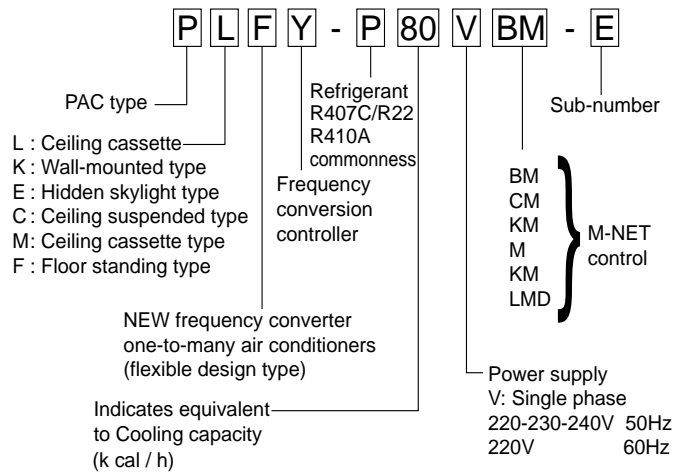 PLFY-P80VBM-E
PAC type
L : Ceiling cassette
K : Wall-mounted type
E : Hidden skylight type
C : Ceiling suspended type
M : Ceiling cassette type
F : Floor standing type
Refrigerant
R407C/R22
R410A
commonness
Frequency
conversion
controller
Sub-number
BM
CM
KM
M
KM
LMD
M-NET
control
NEW frequency converter
one-to-many air conditioners
(flexible design type)
Indicates equivalent
to Cooling capacity
(k cal / h)
Power supply
V: Single phase
220-230-240V 50Hz
220V 60Hz